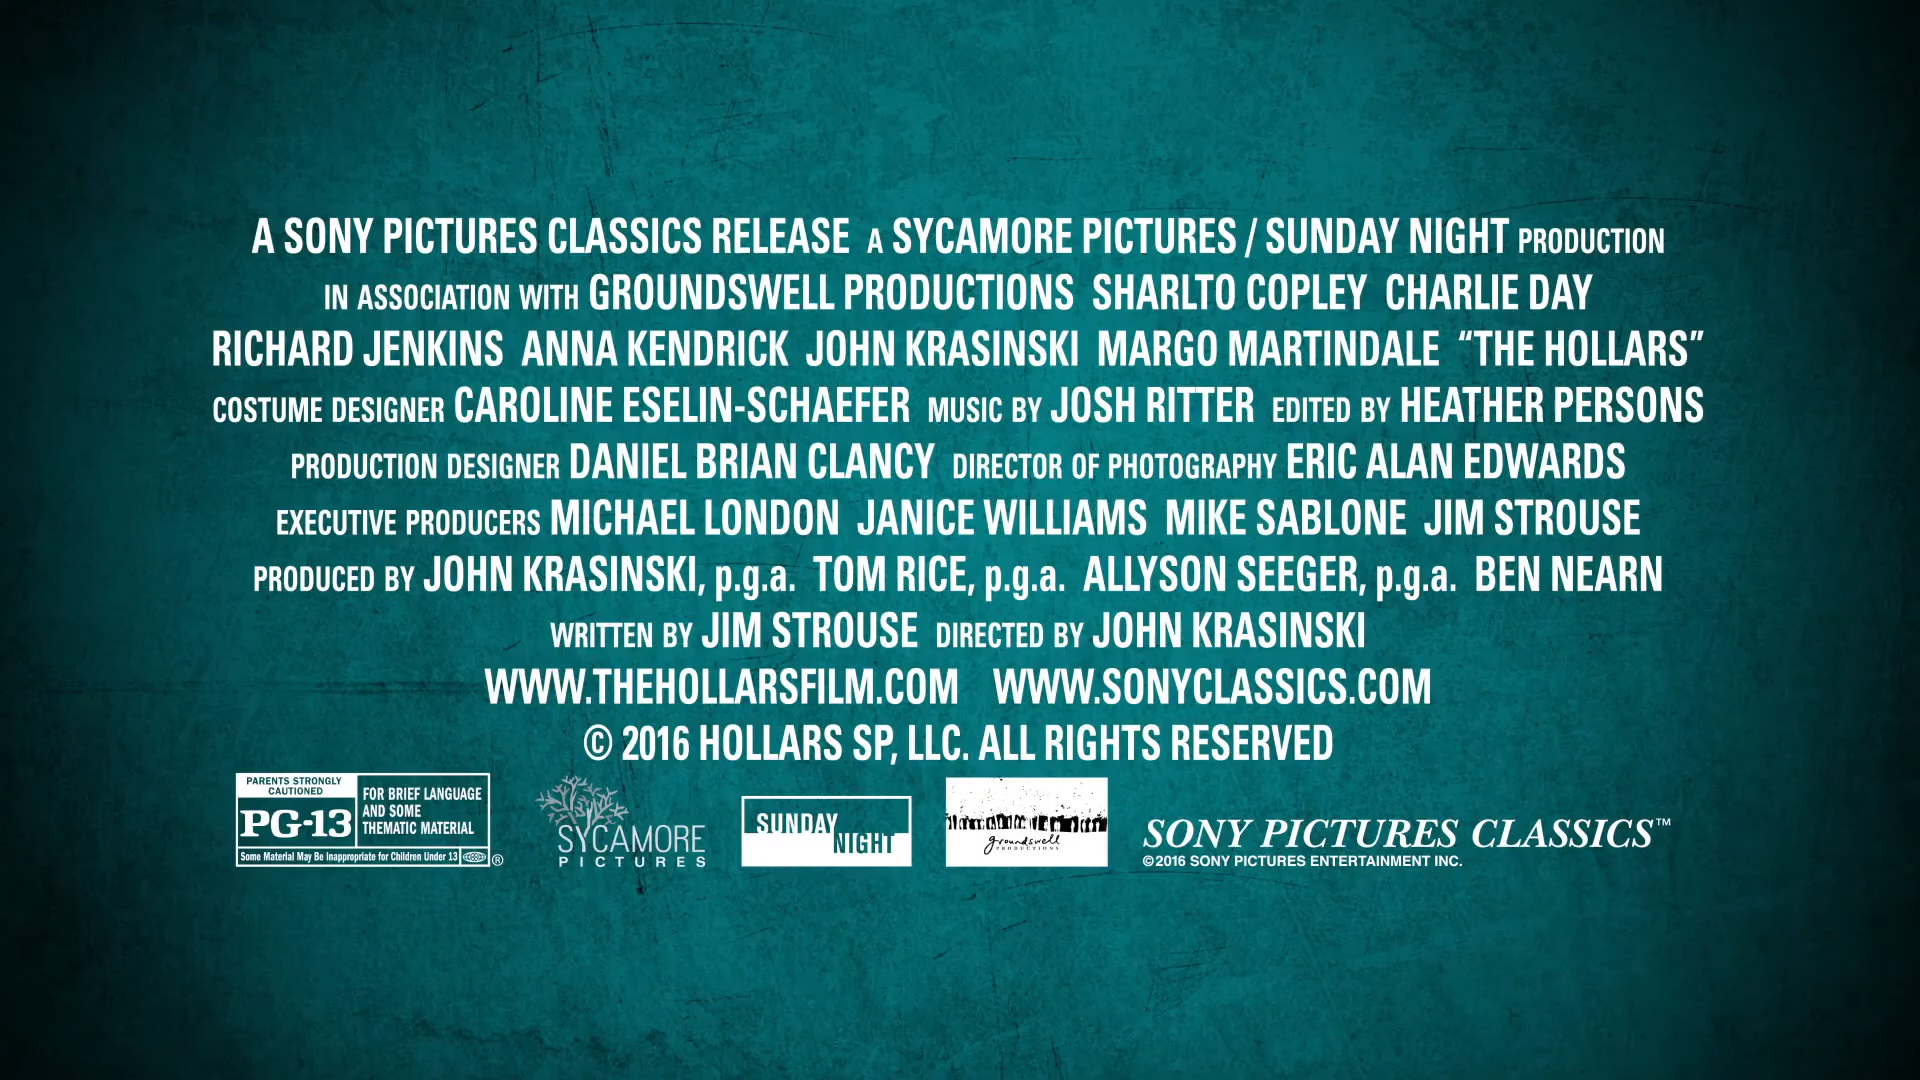 A SONY PICTURES CLASSICS RELEASE A SYCAMORE PICTURES / SUNDAY NIGHT PRODUCTION
IN ASSOCIATION WITH GROUNDSWELL PRODUCTIONS SHARLTO COPLEY CHARLIE DAY
RICHARD JENKINS ANNA KENDRICK JOHN KRASINSKI MARGO MARTINDALE “THE HOLLARS”
COSTUME DESIGNER CAROLINE ESELIN-SCHAEFER MUSIC BY JOSH RITTER EDITED BY HEATHER PERSONS
PRODUCTION DESIGNER DANIEL BRIAN CLANCY DIRECTOR OF PHOTOGRAPHY ERIC ALAN EDWARDS
EXECUTIVE PRODUCERS MICHAEL LONDON JANICE WILLIAMS MIKE SABLONE JIM STROUSE
PRODUCED BY JOHN KRASINSKI, p.g.a. TOM RICE, p.g.a. ALLYSON SEEGER, p.g.a. BEN NEARN
WRITTEN BY JIM STROUSE DIRECTED BY JOHN KRASINSKI
WWW.THEHOLLARSFILM.COM WWW.SONYCLASSICS.COM
© 2016 HOLLARS SP, LLC. ALL RIGHTS RESERVED
PARENTS STRONGLY
CAUTIONED
PG-13
FOR BRIEF LANGUAGE
AND SOME
THEMATIC MATERIAL
Some Material May Be Inappropriate for Children Under 13
®
SYCAMORE
PICTURES
SUNDAY
NIGHT
groundswell
PRODUCTIONS
SONY PICTURES CLASSICS™
©2016 SONY PICTURES ENTERTAINMENT INC.